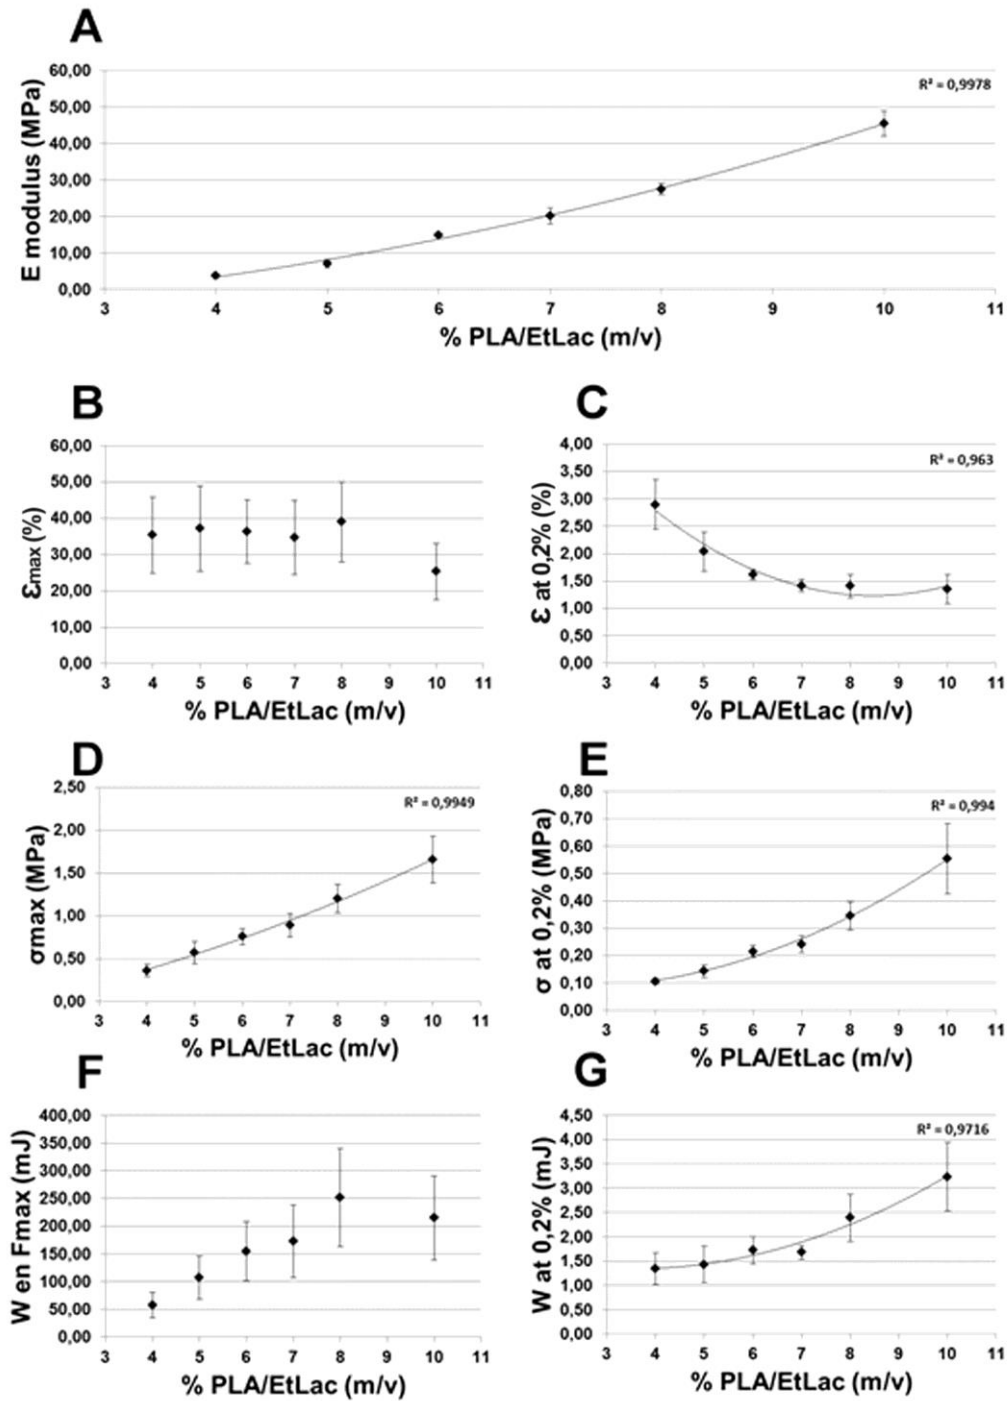 A
E modulus (MPa)
60,00
50,00
40,00
30,00
20,00
10,00
0,00
R² = 0,9978
3 4 5 6 7 8 9 10 11
% PLA/EtLac (m/v)
B
εmax (%)
60,00
50,00
40,00
30,00
20,00
10,00
0,00
3 4 5 6 7 8 9 10 11
% PLA/EtLac (m/v)
C
ε at 0,2% (%)
4,00
3,50
3,00
2,50
2,00
1,50
1,00
0,50
0,00
R² = 0,963
3 4 5 6 7 8 9 10 11
% PLA/EtLac (m/v)
D
σmax (MPa)
2,50
2,00
1,50
1,00
0,50
0,00
R² = 0,9949
3 4 5 6 7 8 9 10 11
% PLA/EtLac (m/v)
E
σ at 0,2% (MPa)
0,80
0,70
0,60
0,50
0,40
0,30
0,20
0,10
0,00
R² = 0,994
3 4 5 6 7 8 9 10 11
% PLA/EtLac (m/v)
F
W en Fmax (mJ)
400,00
350,00
300,00
250,00
200,00
150,00
100,00
50,00
0,00
3 4 5 6 7 8 9 10 11
% PLA/EtLac (m/v)
G
W at 0,2% (mJ)
4,50
4,00
3,50
3,00
2,50
2,00
1,50
1,00
0,50
0,00
R² = 0,9716
3 4 5 6 7 8 9 10 11
% PLA/EtLac (m/v)